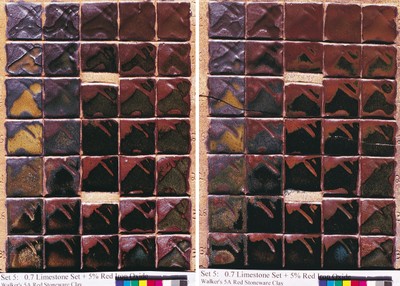 Set 5: 0.7 Limestone Set + 5% Red Iron Oxide
Walker's 5A Red Stoneware Clay
Set 5: 0.7 Limestone Set + 5% Red Iron Oxide
Walker's 5A Red Stoneware Clay